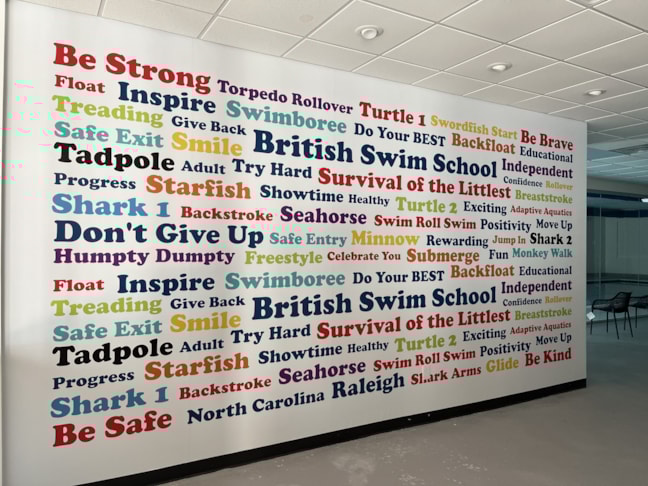 Be Strong Torpedo Rollover Turtle 1 Swordfish Start Be Brave
Float Inspire Swimboree Do Your BEST Backfloat Educational
Treading Give Back British Swim School Independent
Safe Exit Smile Confidence Rollover
Tadpole Adult Try Hard Survival of the Littlest Breaststroke
Progress Starfish Showtime Healthy Turtle 2 Exciting Adaptive Aquatics
Shark 1 Backstroke Seahorse Swim Roll Swim Positivity Move Up
Don't Give Up Safe Entry Minnow Rewarding Jump In Shark 2
Humpty Dumpty Freestyle Celebrate You Submerge Fun Monkey Walk
Float Inspire Swimboree Do Your BEST Backfloat Educational
Treading Give Back British Swim School Independent
Safe Exit Smile Confidence Rollover
Tadpole Adult Try Hard Survival of the Littlest Breaststroke
Progress Starfish Showtime Healthy Turtle 2 Exciting Adaptive Aquatics
Shark 1 Backstroke Seahorse Swim Roll Swim Positivity Move Up
Be Safe North Carolina Raleigh Shark Arms Glide Be Kind